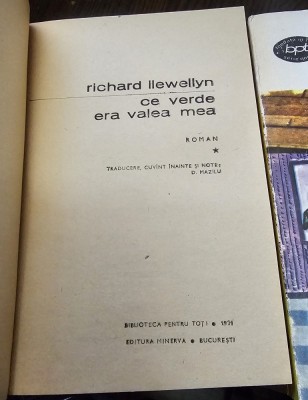 richard llewellyn
ce verde
era valea mea
ROMAN
★
TRADUCERE, CUVÎNT ÎNAINTE ȘI NOTE:
D. MAZILU
BIBLIOTECA PENTRU TOȚI ● 1976
EDITURA MINERVA ● BUCUREȘTI
bpt